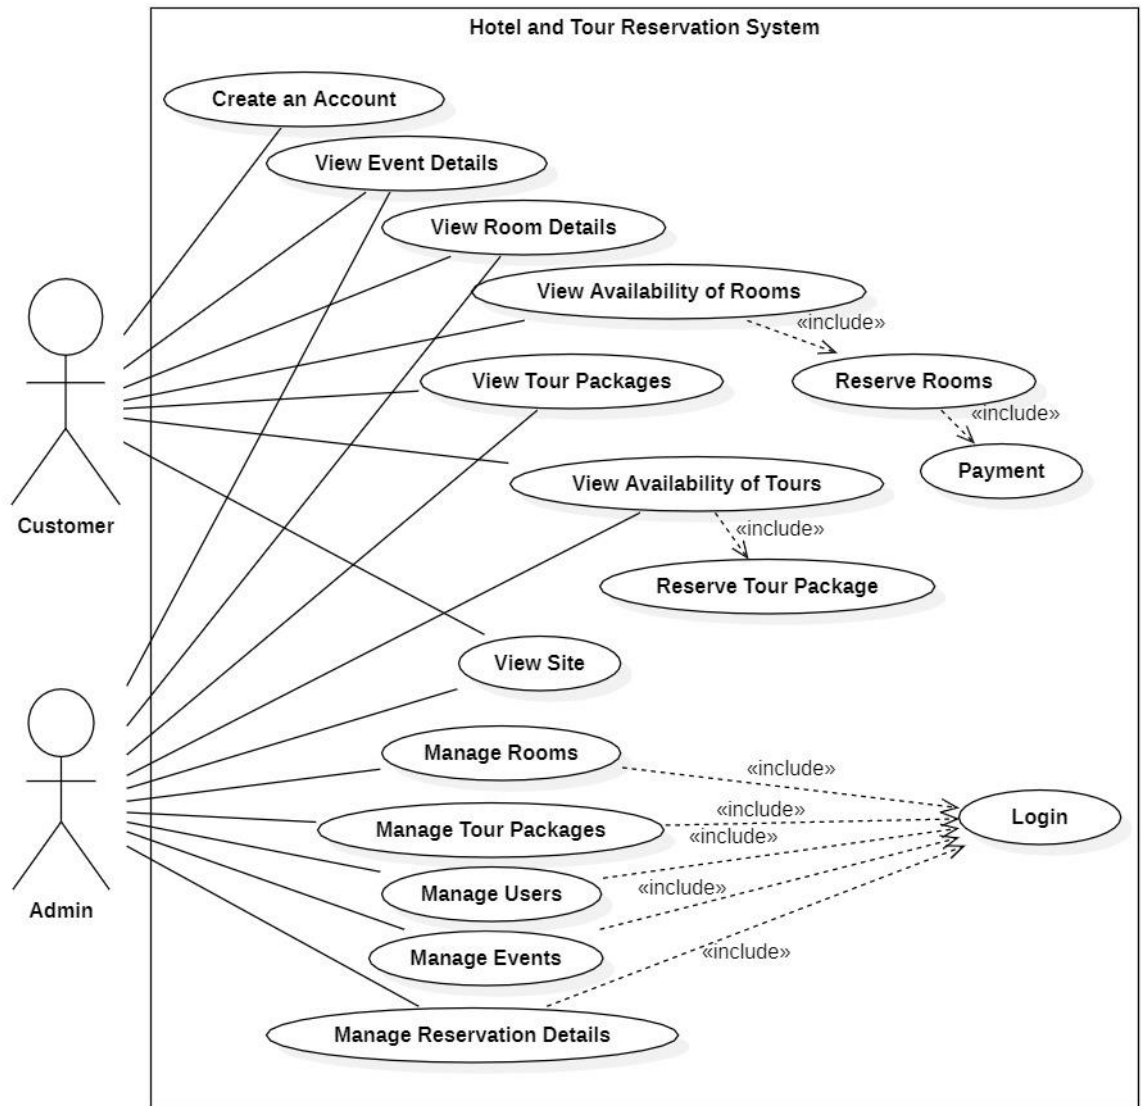 Hotel and Tour Reservation System
Create an Account
View Event Details
View Room Details
View Availability of Rooms
«include»
View Tour Packages
Reserve Rooms
«include»
Payment
View Availability of Tours
Customer
«include»
Reserve Tour Package
View Site
Manage Rooms
«include»
«include»
Login
Manage Tour Packages
«include»
Manage Users
«include»
Admin
«include»
Manage Events
Manage Reservation Details